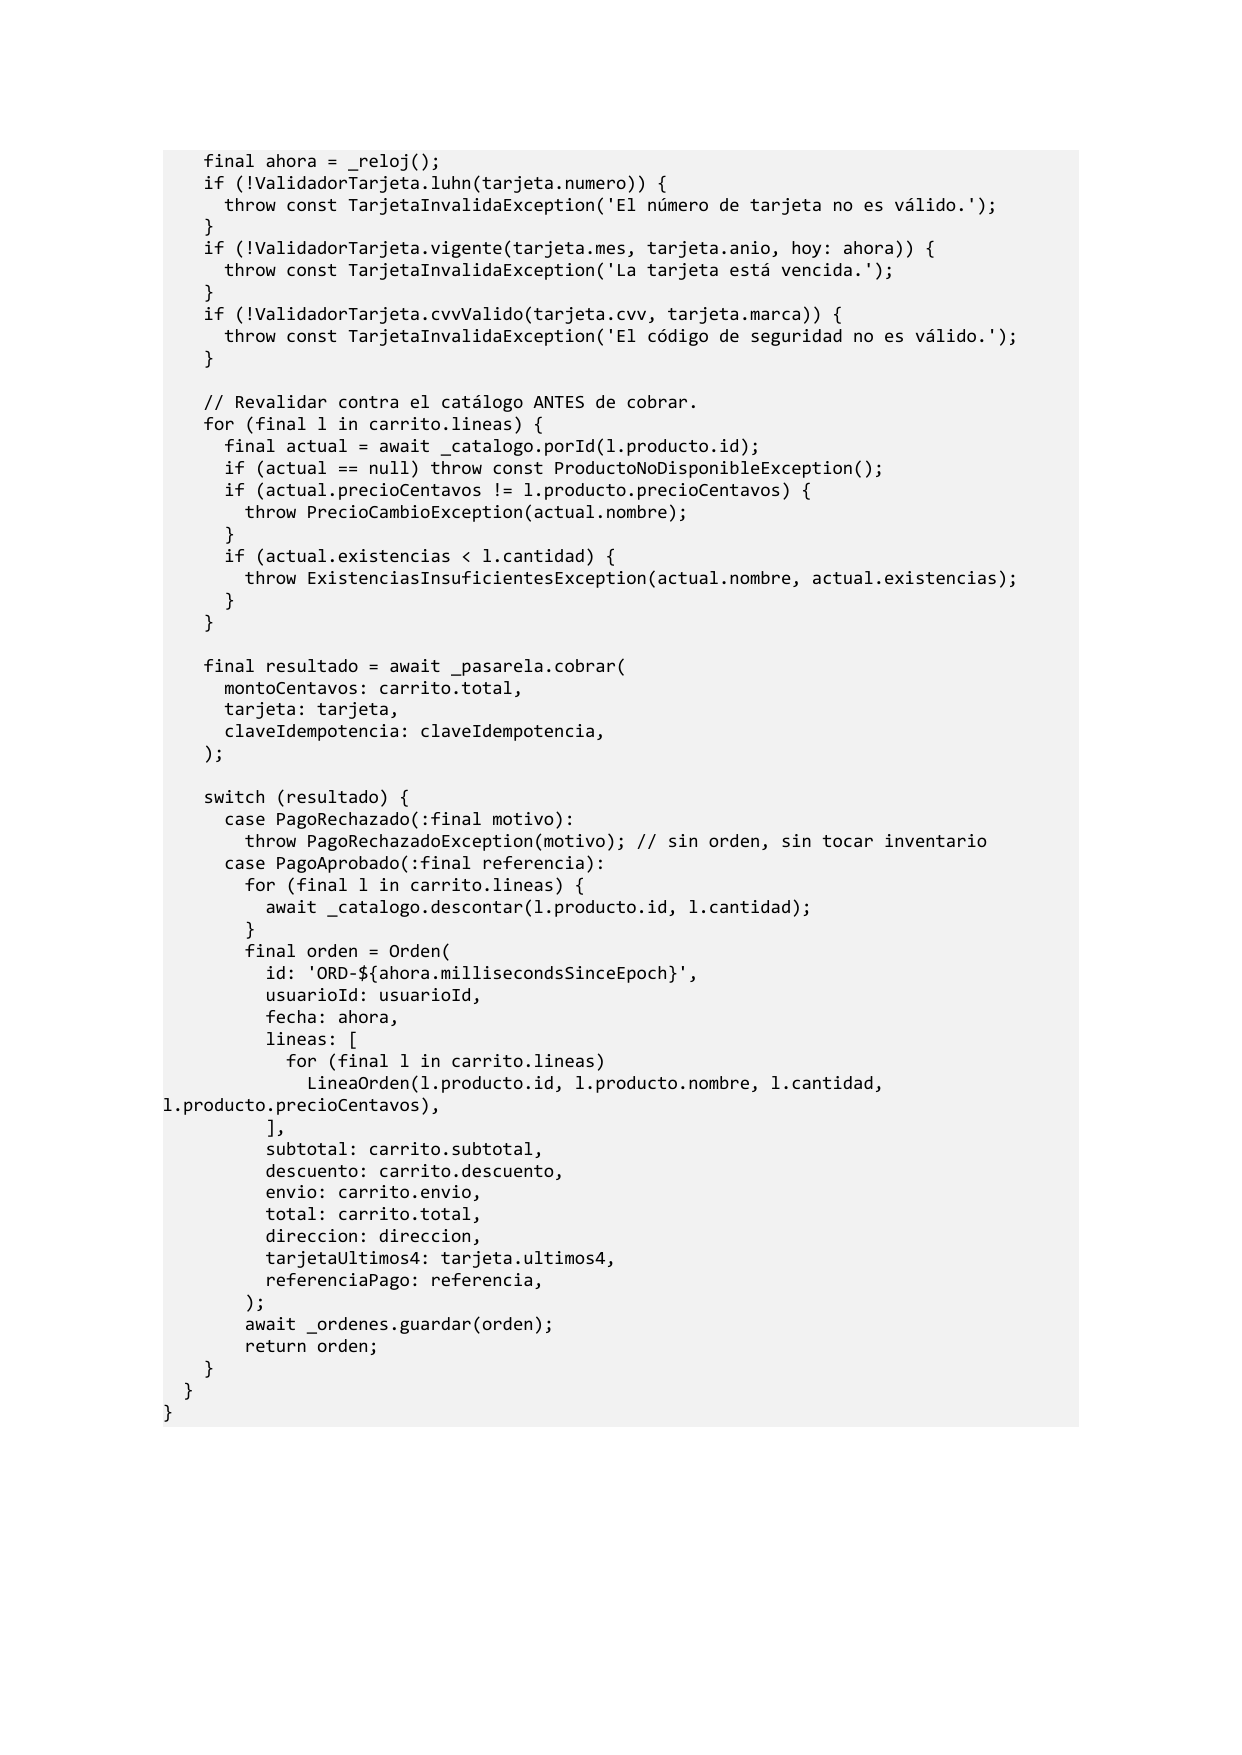 final ahora = _reloj();
    if (!ValidadorTarjeta.luhn(tarjeta.numero)) {
      throw const TarjetaInvalidaException('El número de tarjeta no es válido.');
    }
    if (!ValidadorTarjeta.vigente(tarjeta.mes, tarjeta.anio, hoy: ahora)) {
      throw const TarjetaInvalidaException('La tarjeta está vencida.');
    }
    if (!ValidadorTarjeta.cvvValido(tarjeta.cvv, tarjeta.marca)) {
      throw const TarjetaInvalidaException('El código de seguridad no es válido.');
    }

    // Revalidar contra el catálogo ANTES de cobrar.
    for (final l in carrito.lineas) {
      final actual = await _catalogo.porId(l.producto.id);
      if (actual == null) throw const ProductoNoDisponibleException();
      if (actual.precioCentavos != l.producto.precioCentavos) {
        throw PrecioCambioException(actual.nombre);
      }
      if (actual.existencias < l.cantidad) {
        throw ExistenciasInsuficientesException(actual.nombre, actual.existencias);
      }
    }

    final resultado = await _pasarela.cobrar(
      montoCentavos: carrito.total,
      tarjeta: tarjeta,
      claveIdempotencia: claveIdempotencia,
    );

    switch (resultado) {
      case PagoRechazado(:final motivo):
        throw PagoRechazadoException(motivo); // sin orden, sin tocar inventario
      case PagoAprobado(:final referencia):
        for (final l in carrito.lineas) {
          await _catalogo.descontar(l.producto.id, l.cantidad);
        }
        final orden = Orden(
          id: 'ORD-${ahora.millisecondsSinceEpoch}',
          usuarioId: usuarioId,
          fecha: ahora,
          lineas: [
            for (final l in carrito.lineas)
              LineaOrden(l.producto.id, l.producto.nombre, l.cantidad,
l.producto.precioCentavos),
          ],
          subtotal: carrito.subtotal,
          descuento: carrito.descuento,
          envio: carrito.envio,
          total: carrito.total,
          direccion: direccion,
          tarjetaUltimos4: tarjeta.ultimos4,
          referenciaPago: referencia,
        );
        await _ordenes.guardar(orden);
        return orden;
    }
  }
}